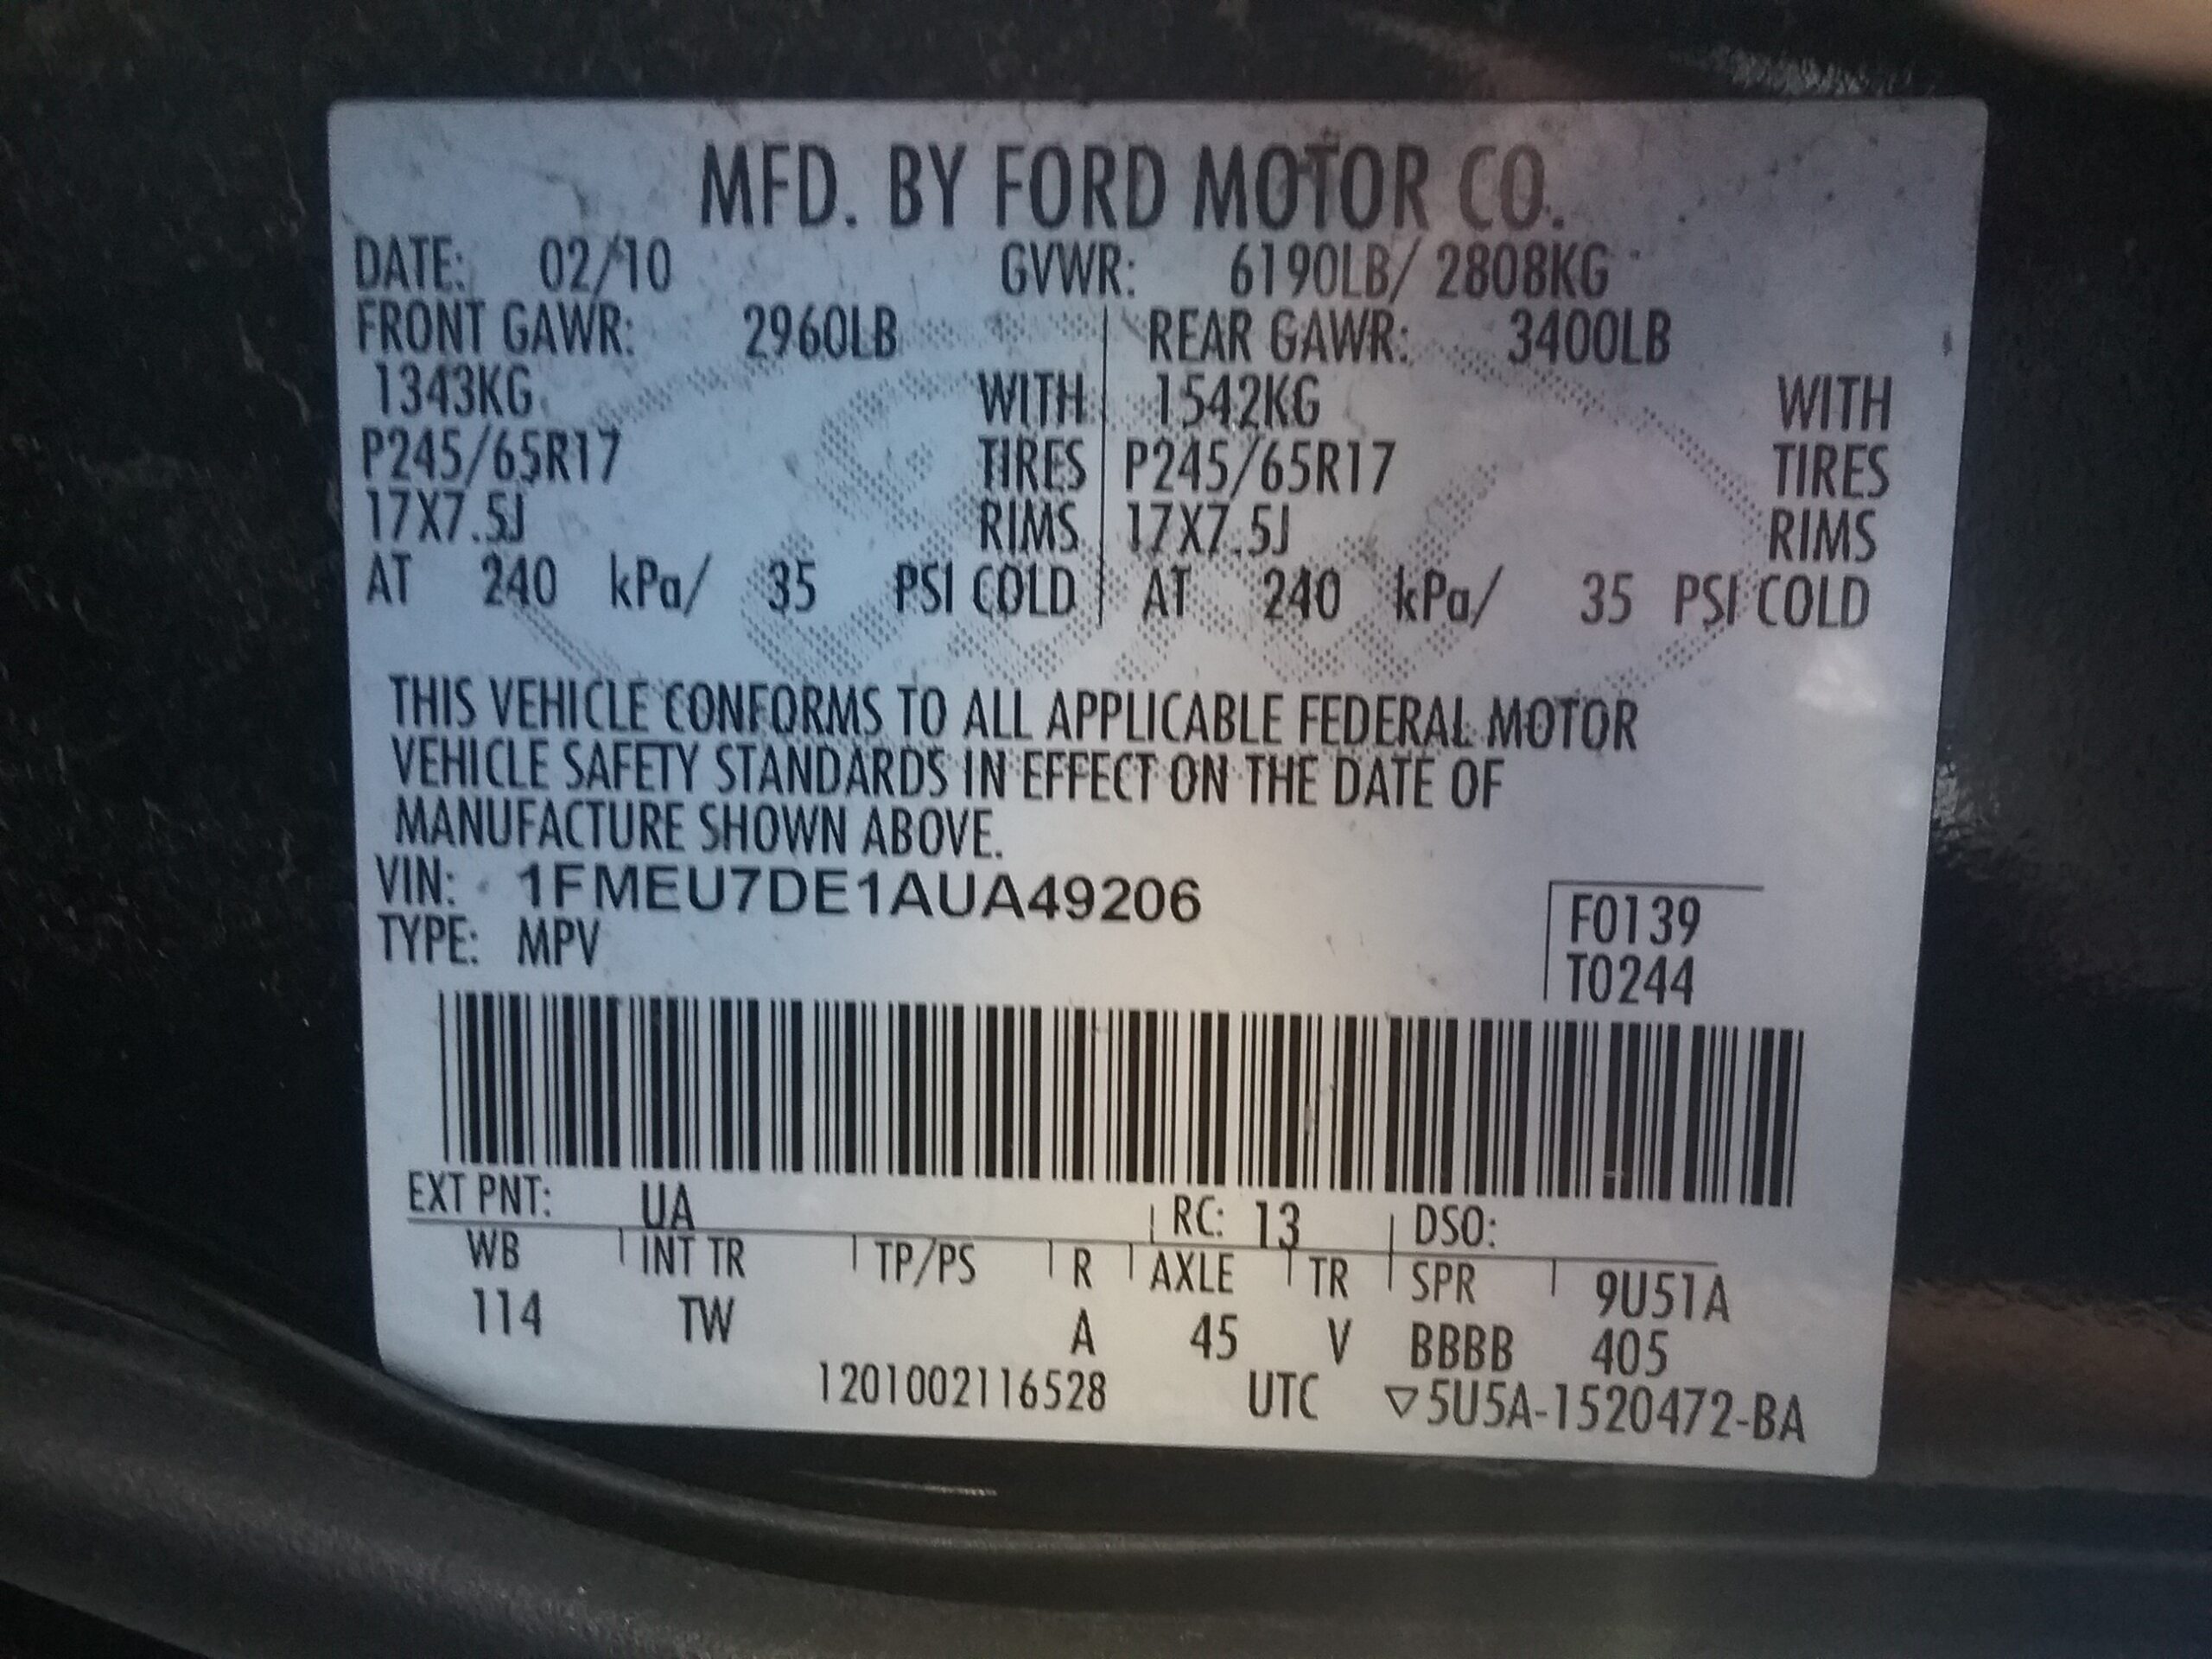 MFD. BY FORD MOTOR CO.
DATE: 02/10 GVWR: 6190LB/ 2808KG
FRONT GAWR: 2960LB REAR GAWR: 3400LB
1343KG WITH 1542KG WITH
P245/65R17 TIRES P245/65R17 TIRES
17X7.5J RIMS 17X7.5J RIMS
AT 240 kPa/ 35 PSI COLD AT 240 kPa/ 35 PSI COLD
THIS VEHICLE CONFORMS TO ALL APPLICABLE FEDERAL MOTOR
VEHICLE SAFETY STANDARDS IN EFFECT ON THE DATE OF
MANUFACTURE SHOWN ABOVE.
VIN: 1FMEU7DE1AUA49206 F0139
TYPE: MPV T0244
EXT PNT: UA RC: 13 DSO:
WB INT TR TP/PS R AXLE TR SPR 9U51A
114 TW A 45 V BBBB 405
1201002116528 UTC ▽5U5A-1520472-BA